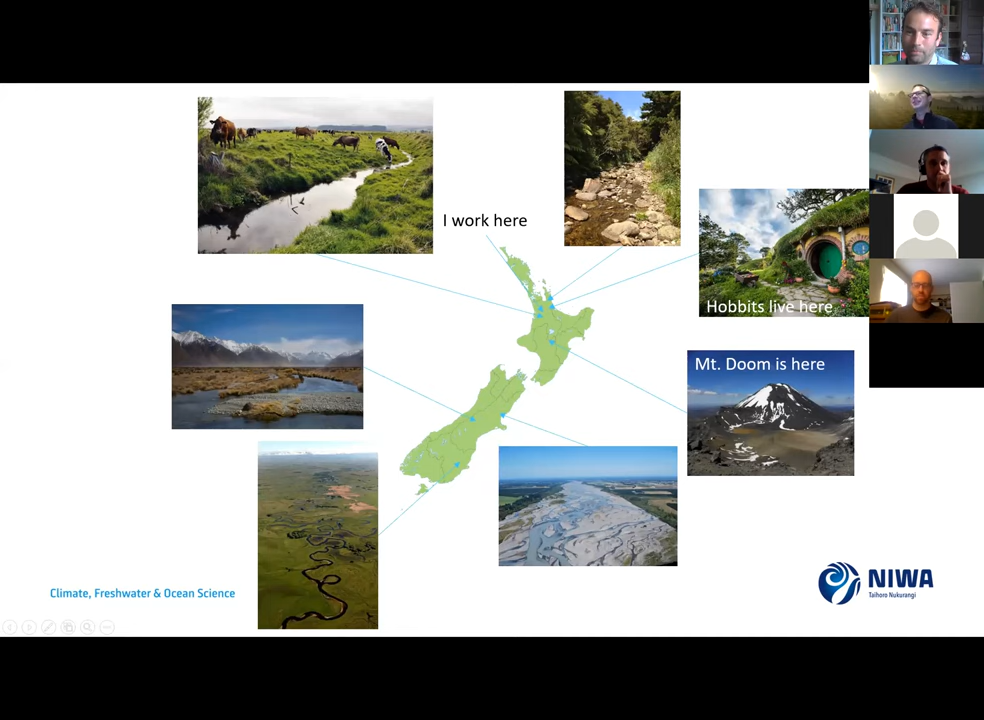 I work here
Hobbits live here
Mt. Doom is here
Climate, Freshwater & Ocean Science
NIWA
Taihoro Nukurangi